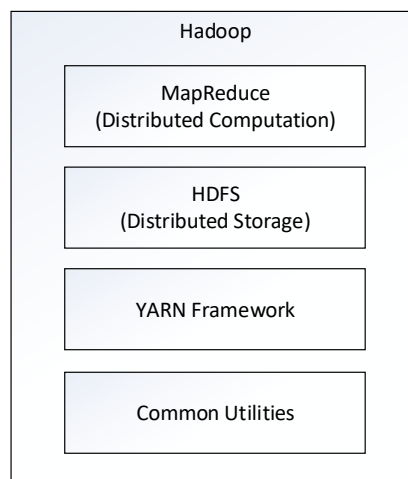 Hadoop
MapReduce
(Distributed Computation)
HDFS
(Distributed Storage)
YARN Framework
Common Utilities